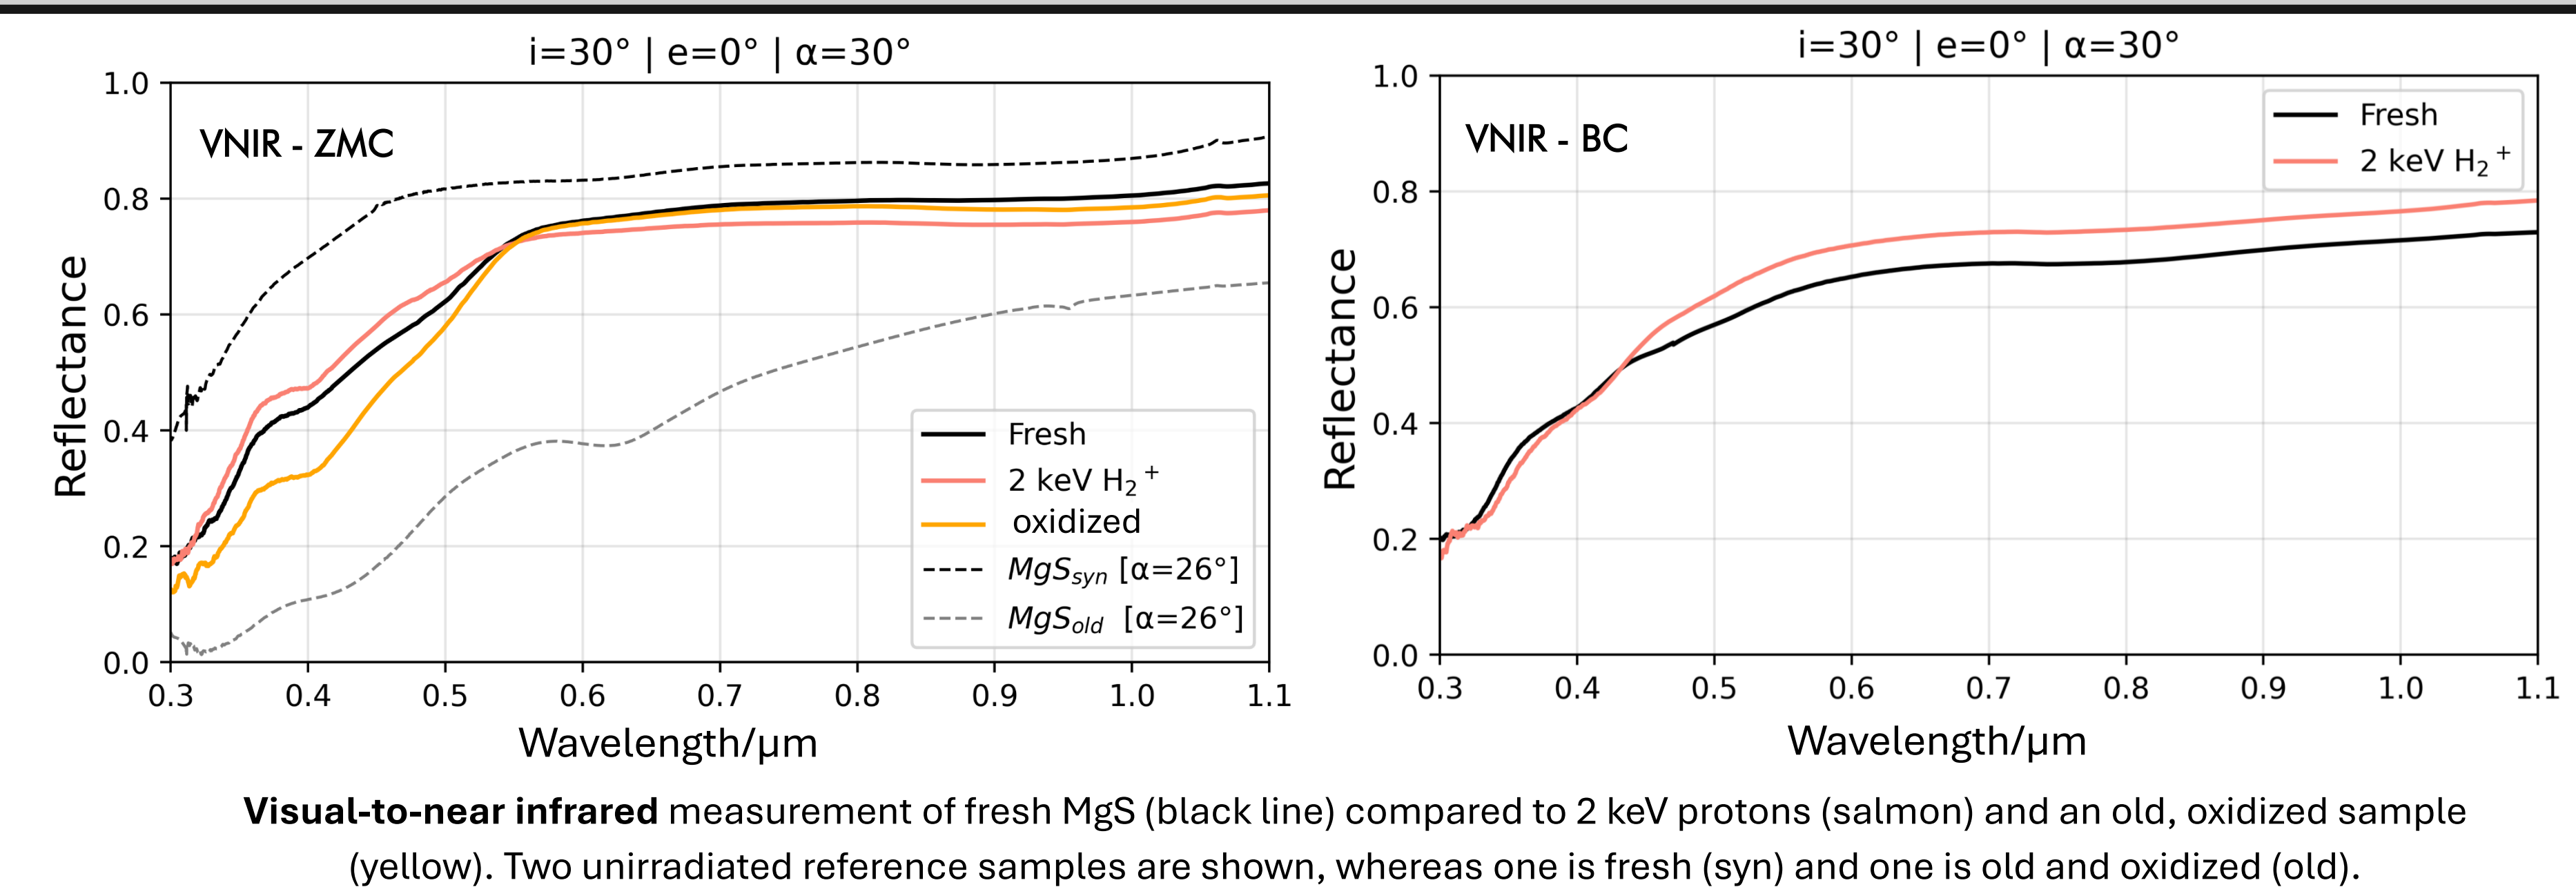 i=30° | e=0° | α=30°
VNIR - ZMC
Reflectance
1.0
0.8
0.6
0.4
0.2
0.0
0.3 0.4 0.5 0.6 0.7 0.8 0.9 1.0 1.1
Wavelength/µm
Fresh
2 keV H₂⁺
oxidized
MgS_syn [α=26°]
MgS_old [α=26°]
i=30° | e=0° | α=30°
VNIR - BC
Reflectance
1.0
0.8
0.6
0.4
0.2
0.0
0.3 0.4 0.5 0.6 0.7 0.8 0.9 1.0 1.1
Wavelength/µm
Fresh
2 keV H₂⁺
Visual-to-near infrared measurement of fresh MgS (black line) compared to 2 keV protons (salmon) and an old, oxidized sample
(yellow). Two unirradiated reference samples are shown, whereas one is fresh (syn) and one is old and oxidized (old).